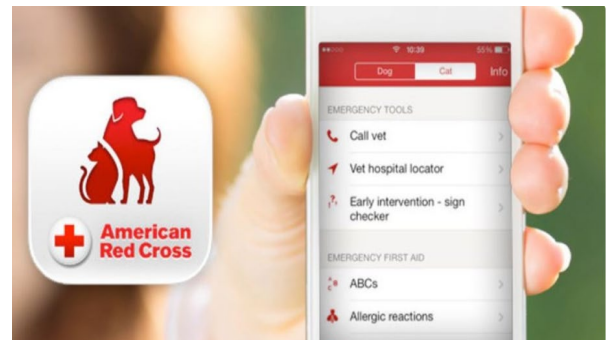 American
Red Cross
10:39
55%
Dog
Cat
Info
EMERGENCY TOOLS
Call vet
Vet hospital locator
Early intervention - sign
checker
EMERGENCY FIRST AID
ABCs
Allergic reactions